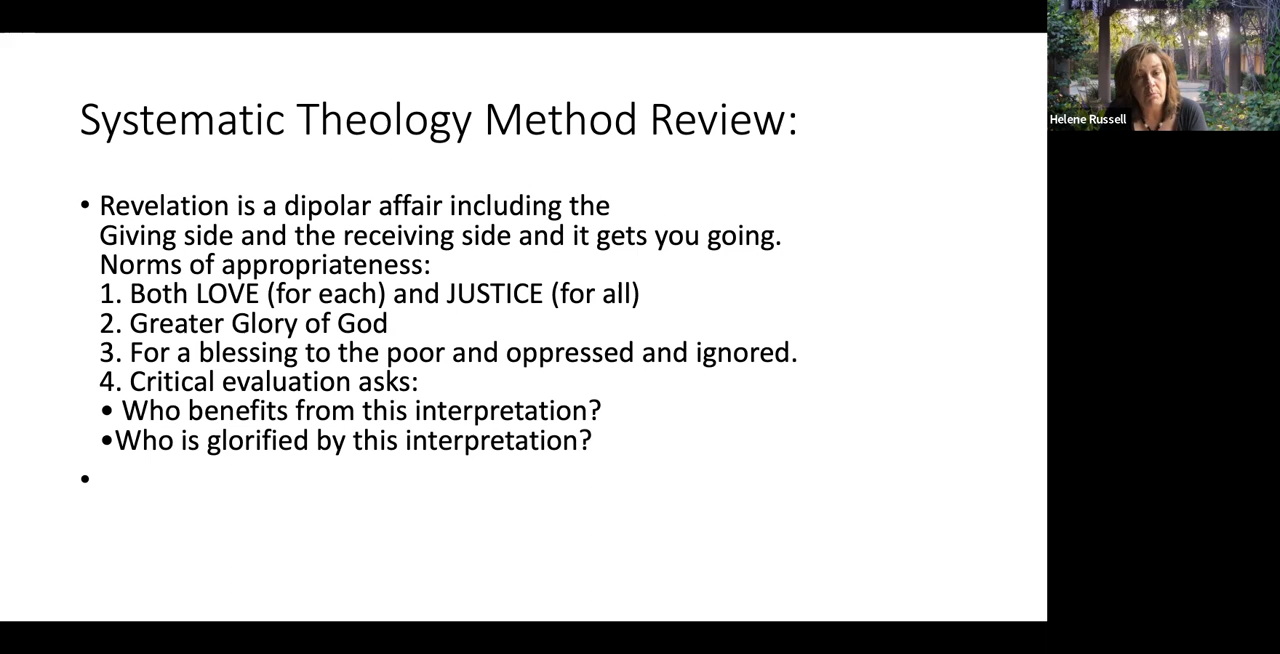 Systematic Theology Method Review:
• Revelation is a dipolar affair including the
Giving side and the receiving side and it gets you going.
Norms of appropriateness:
1. Both LOVE (for each) and JUSTICE (for all)
2. Greater Glory of God
3. For a blessing to the poor and oppressed and ignored.
4. Critical evaluation asks:
• Who benefits from this interpretation?
•Who is glorified by this interpretation?
•
Helene Russell